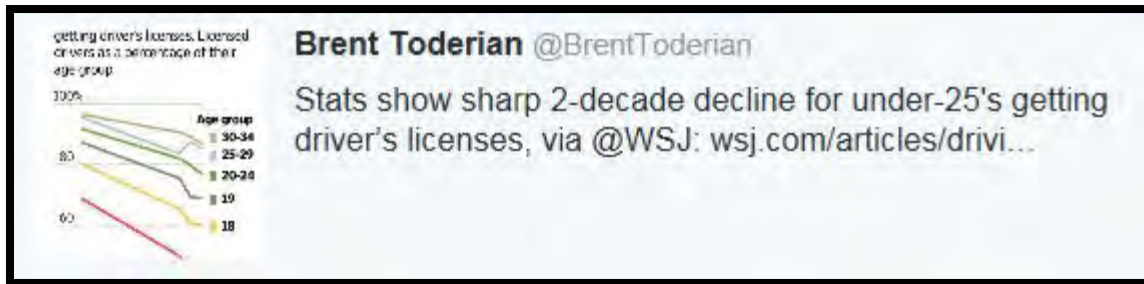 getting driver's licenses. Licensed
drivers as a percentage of their
age group
100%
Age group
30-34
25-29
80
20-24
19
60
18
Brent Toderian @BrentToderian
Stats show sharp 2-decade decline for under-25's getting
driver's licenses, via @WSJ: wsj.com/articles/drivi...